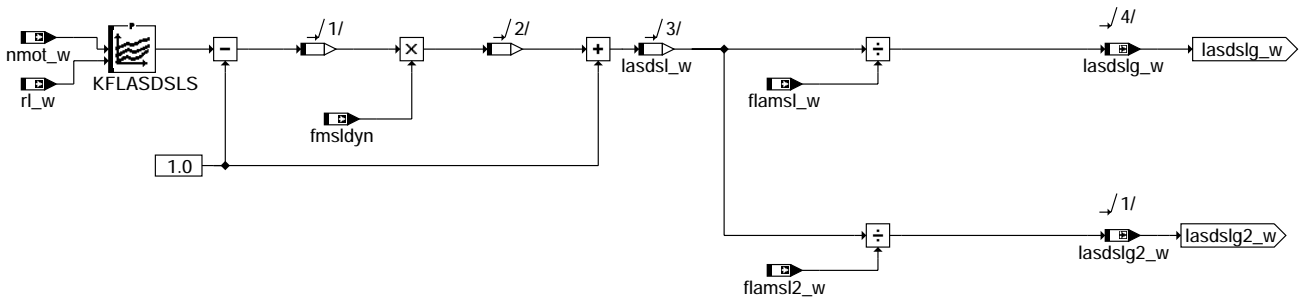 1/
2/
3/
4/
P
nmot_w
rl_w
KFLASDSLS
lasdsl_w
flamsl_w
lasdslg_w
lasdslg_w
fmsldyn
1.0
1/
lasdslg2_w
lasdslg2_w
flamsl2_w